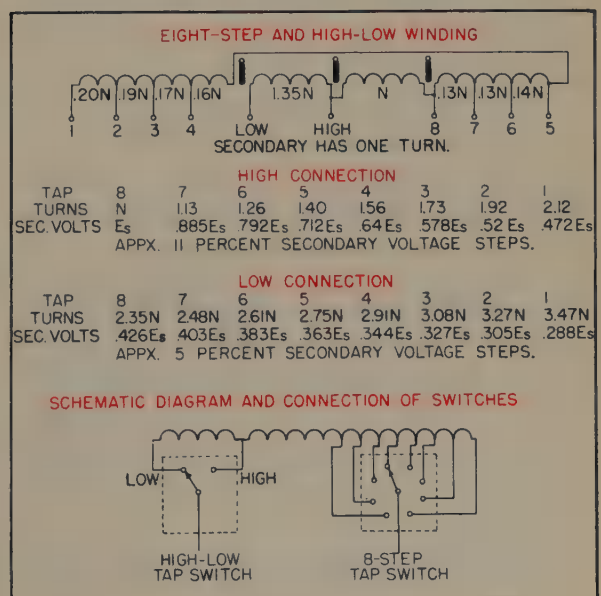 EIGHT-STEP AND HIGH-LOW WINDING
.20N .19N .17N .16N 1.35N N .13N .13N .14N
1 2 3 4 LOW HIGH 8 7 6 5
SECONDARY HAS ONE TURN.
HIGH CONNECTION
TAP 8 7 6 5 4 3 2 1
TURNS N 1.13 1.26 1.40 1.56 1.73 1.92 2.12
SEC. VOLTS Es .885Es .792Es .712Es .64Es .578Es .52Es .472Es
APPX. 11 PERCENT SECONDARY VOLTAGE STEPS.
LOW CONNECTION
TAP 8 7 6 5 4 3 2 1
TURNS 2.35N 2.48N 2.61N 2.75N 2.91N 3.08N 3.27N 3.47N
SEC. VOLTS .426Es .403Es .383Es .363Es .344Es .327Es .305Es .288Es
APPX. 5 PERCENT SECONDARY VOLTAGE STEPS.
SCHEMATIC DIAGRAM AND CONNECTION OF SWITCHES
LOW HIGH
HIGH-LOW TAP SWITCH
8-STEP TAP SWITCH